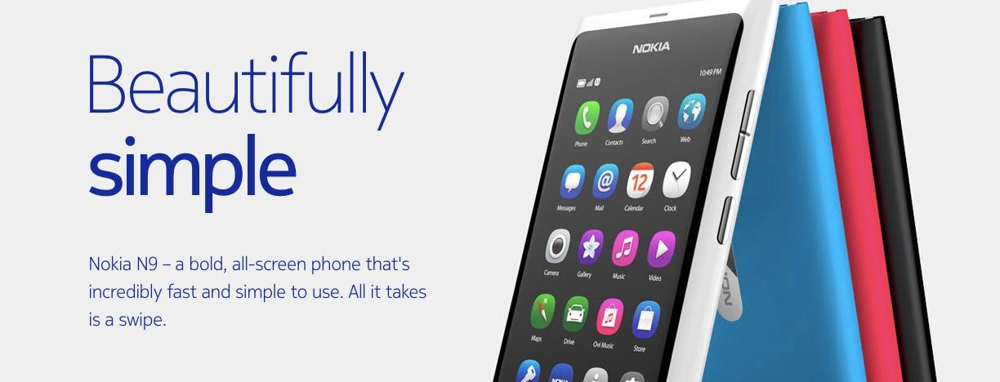 Beautifully
simple
Nokia N9 – a bold, all-screen phone that's
incredibly fast and simple to use. All it takes
is a swipe.
NOKIA
10:49 PM
Phone Contacts Search Web
Messages Mail Calendar Clock
12
Camera Gallery Music Video
Maps Drive Ovi Music Store
NOKIA